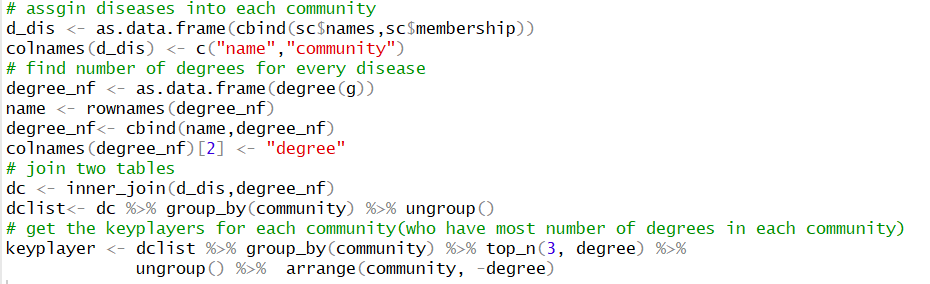 # assgin diseases into each community
d_dis <- as.data.frame(cbind(sc$names,sc$membership))
colnames(d_dis) <- c("name","community")
# find number of degrees for every disease
degree_nf <- as.data.frame(degree(g))
name <- rownames(degree_nf)
degree_nf<- cbind(name,degree_nf)
colnames(degree_nf)[2] <- "degree"
# join two tables
dc <- inner_join(d_dis,degree_nf)
dclist<- dc %>% group_by(community) %>% ungroup()
# get the keyplayers for each community(who have most number of degrees in each community)
keyplayer <- dclist %>% group_by(community) %>% top_n(3, degree) %>%
ungroup() %>%  arrange(community, -degree)